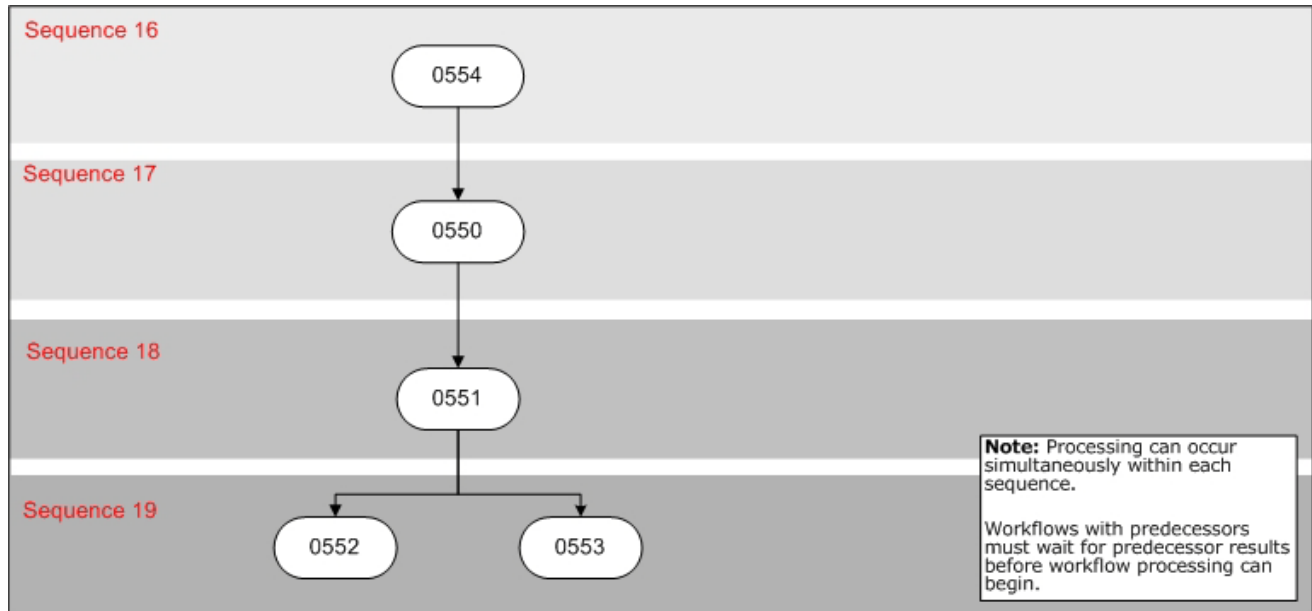 Sequence 16
0554
Sequence 17
0550
Sequence 18
0551
Note: Processing can occur
simultaneously within each
sequence.
Workflows with predecessors
must wait for predecessor results
before workflow processing can
begin.
Sequence 19
0552
0553